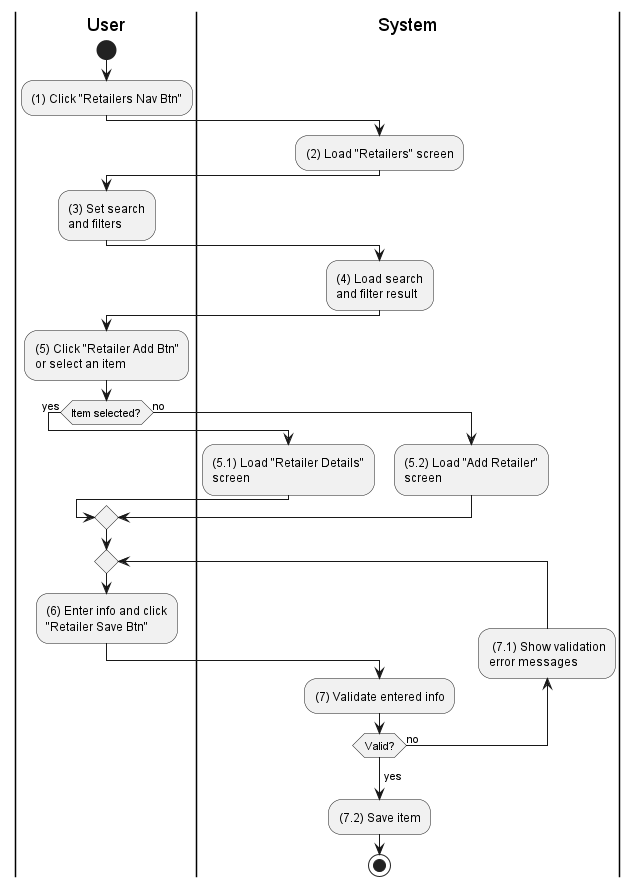 User
System
(1) Click "Retailers Nav Btn"
(2) Load "Retailers" screen
(3) Set search
and filters
(4) Load search
and filter result
(5) Click "Retailer Add Btn"
or select an item
yes
Item selected?
no
(5.1) Load "Retailer Details"
screen
(5.2) Load "Add Retailer"
screen
(6) Enter info and click
"Retailer Save Btn"
(7.1) Show validation
error messages
(7) Validate entered info
Valid?
no
yes
(7.2) Save item